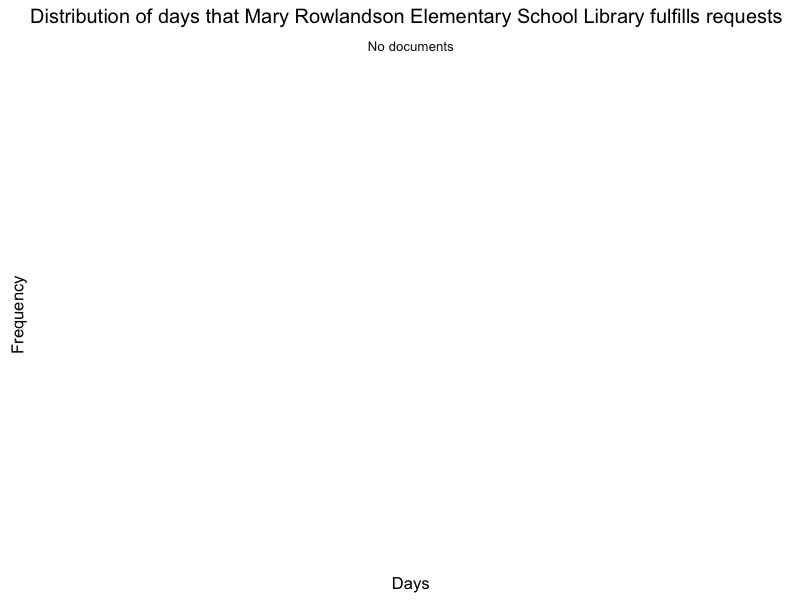 Distribution of days that Mary Rowlandson Elementary School Library fulfills requests
No documents
Frequency
Days